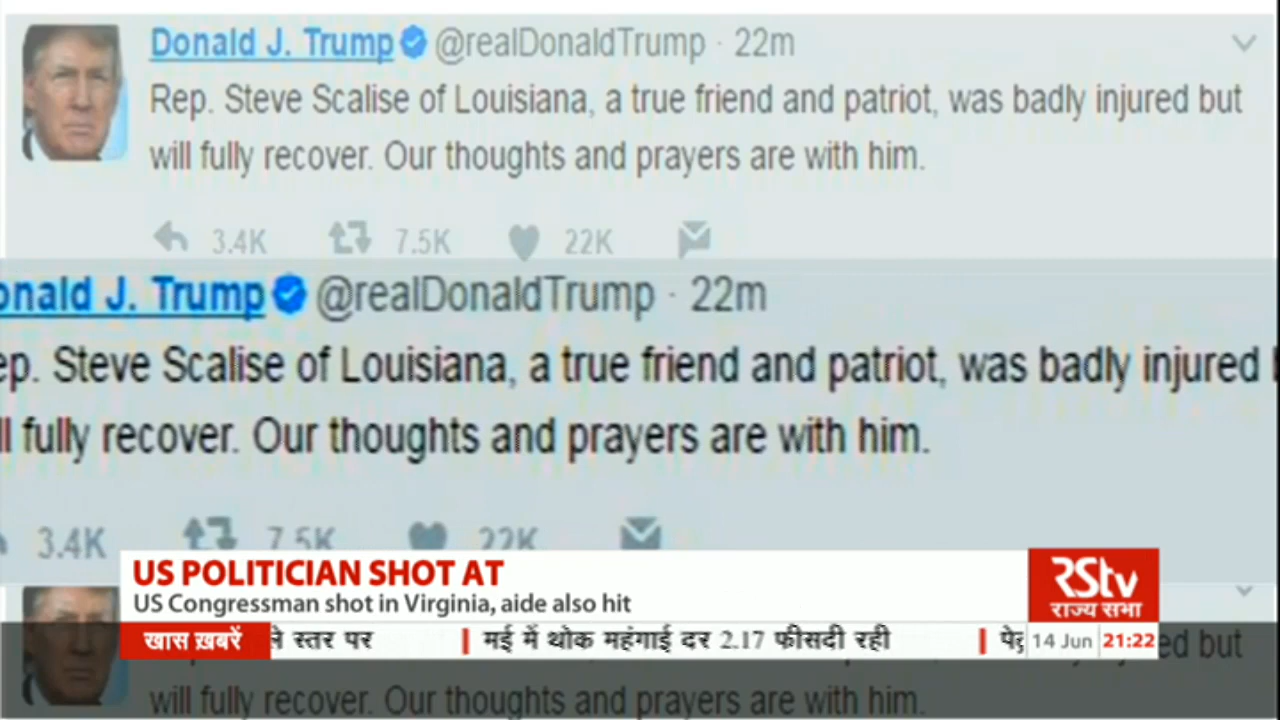 Donald J. Trump @realDonaldTrump · 22m
Rep. Steve Scalise of Louisiana, a true friend and patriot, was badly injured but
will fully recover. Our thoughts and prayers are with him.
3.4K 7.5K 22K
onald J. Trump @realDonaldTrump · 22m
ep. Steve Scalise of Louisiana, a true friend and patriot, was badly injured
ll fully recover. Our thoughts and prayers are with him.
3.4K 7.5K 22K
US POLITICIAN SHOT AT
US Congressman shot in Virginia, aide also hit
RStv
राज्य सभा
खास ख़बरें स्तर पर | मई में थोक महंगाई दर 2.17 फीसदी रही | 14 Jun 21:22
ed but
will fully recover. Our thoughts and prayers are with him.